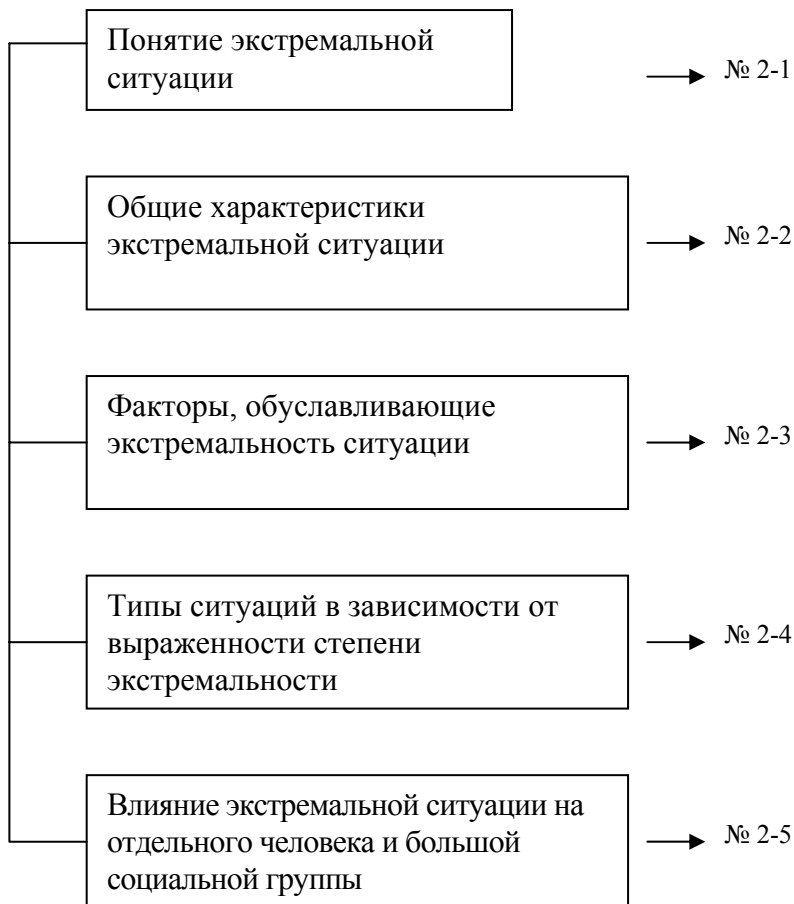 Понятие экстремальной
ситуации
№ 2-1
Общие характеристики
экстремальной ситуации
№ 2-2
Факторы, обуславливающие
экстремальность ситуации
№ 2-3
Типы ситуаций в зависимости от
выраженности степени
экстремальности
№ 2-4
Влияние экстремальной ситуации на
отдельного человека и большой
социальной группы
№ 2-5